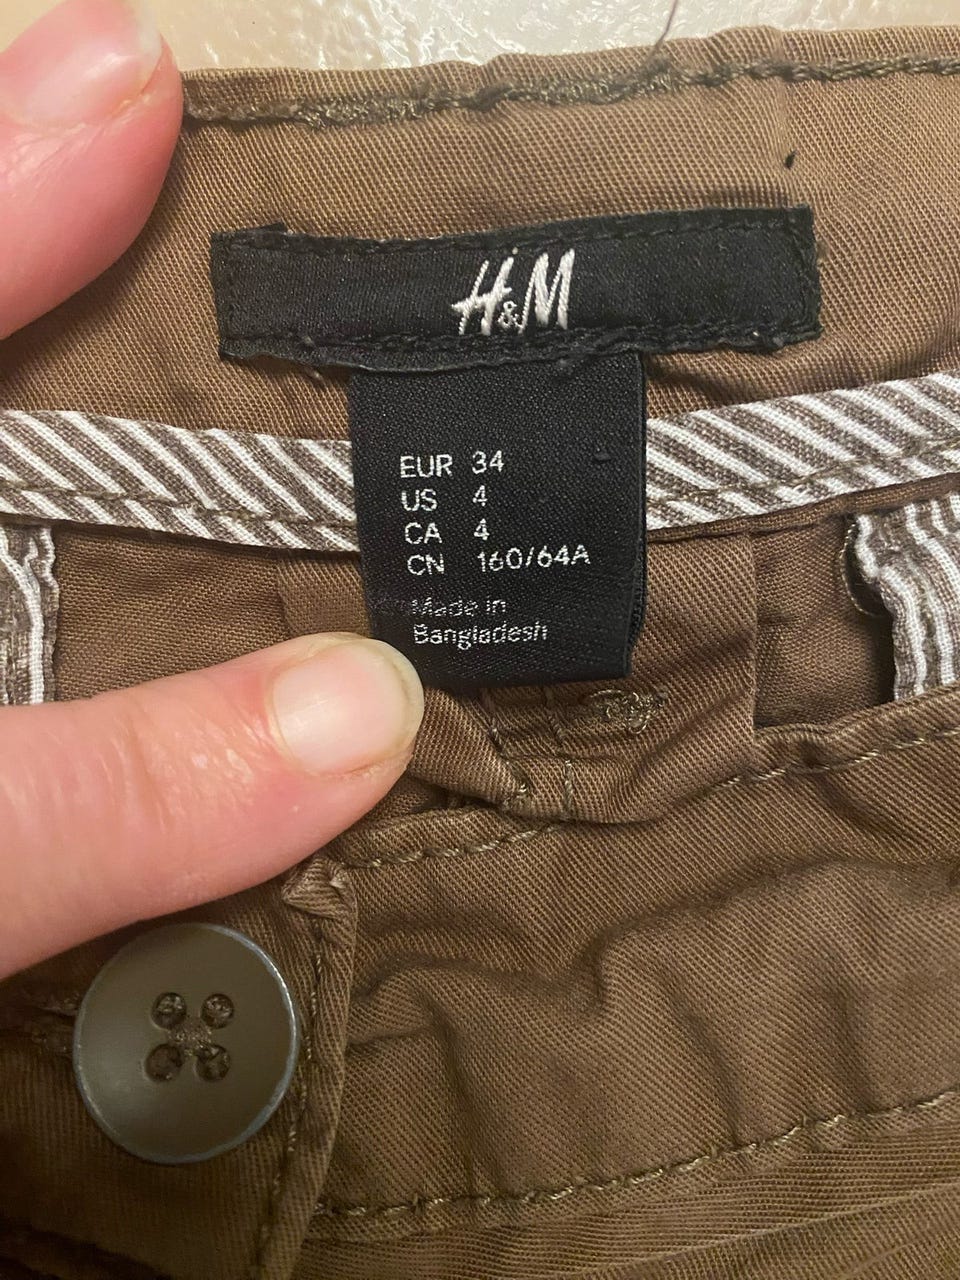 H&M
EUR 34
US 4
CA 4
CN 160/64A
Made in
Bangladesh